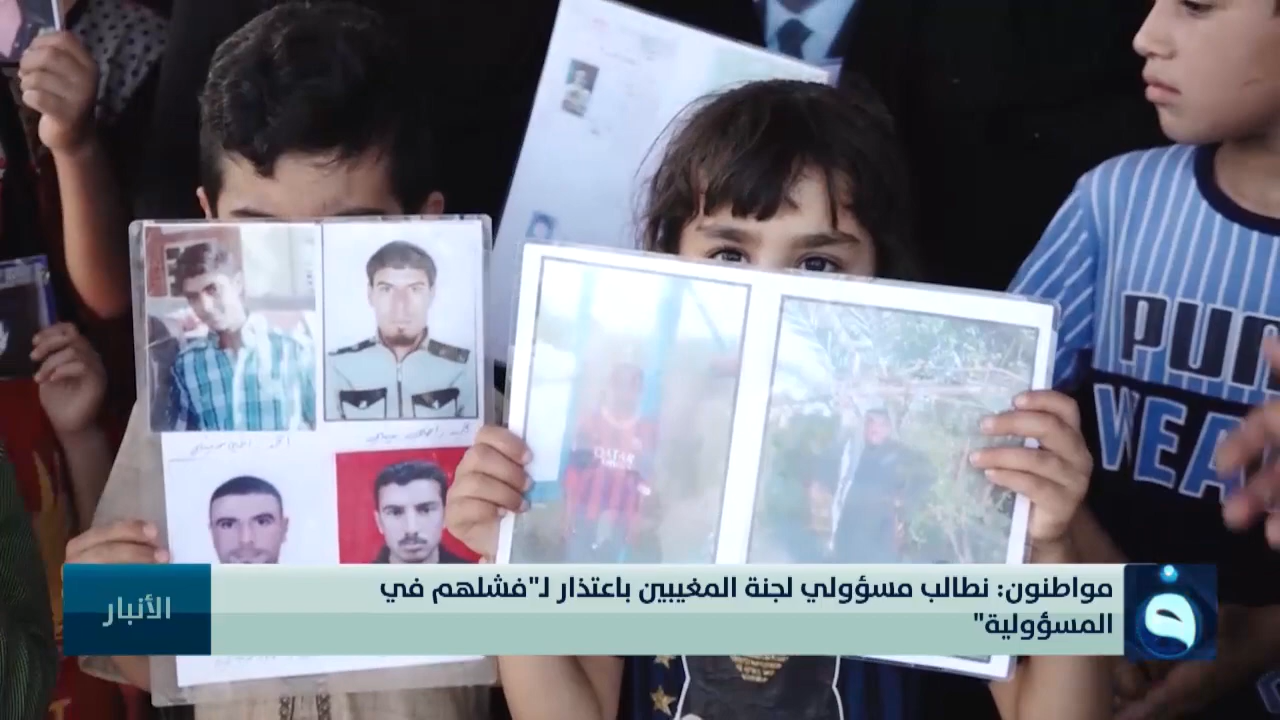 QATAR
PUM
WEA
مواطنون: نطالب مسؤولي لجنة المغيبين باعتذار لـ"فشلهم في
المسؤولية"
الأنبار